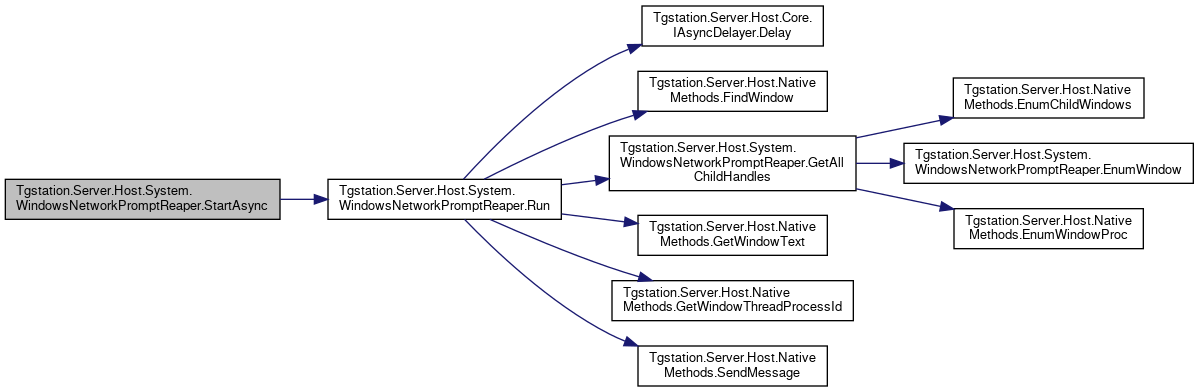 Tgstation.Server.Host.System.
WindowsNetworkPromptReaper.StartAsync
Tgstation.Server.Host.System.
WindowsNetworkPromptReaper.Run
Tgstation.Server.Host.Core.
IAsyncDelayer.Delay
Tgstation.Server.Host.Native
Methods.FindWindow
Tgstation.Server.Host.System.
WindowsNetworkPromptReaper.GetAll
ChildHandles
Tgstation.Server.Host.Native
Methods.GetWindowText
Tgstation.Server.Host.Native
Methods.GetWindowThreadProcessId
Tgstation.Server.Host.Native
Methods.SendMessage
Tgstation.Server.Host.Native
Methods.EnumChildWindows
Tgstation.Server.Host.System.
WindowsNetworkPromptReaper.EnumWindow
Tgstation.Server.Host.Native
Methods.EnumWindowProc